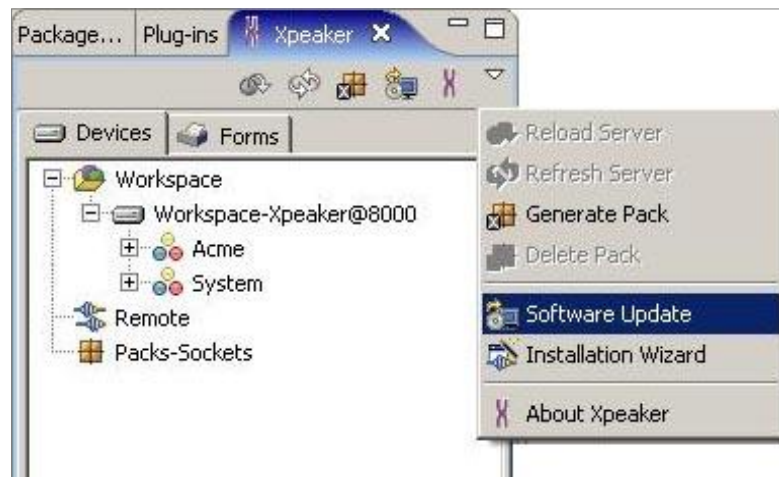 Package... Plug-ins Xpeaker
Devices Forms
Workspace
Workspace-Xpeaker@8000
Acme
System
Remote
Packs-Sockets
Reload Server
Refresh Server
Generate Pack
Delete Pack
Software Update
Installation Wizard
About Xpeaker